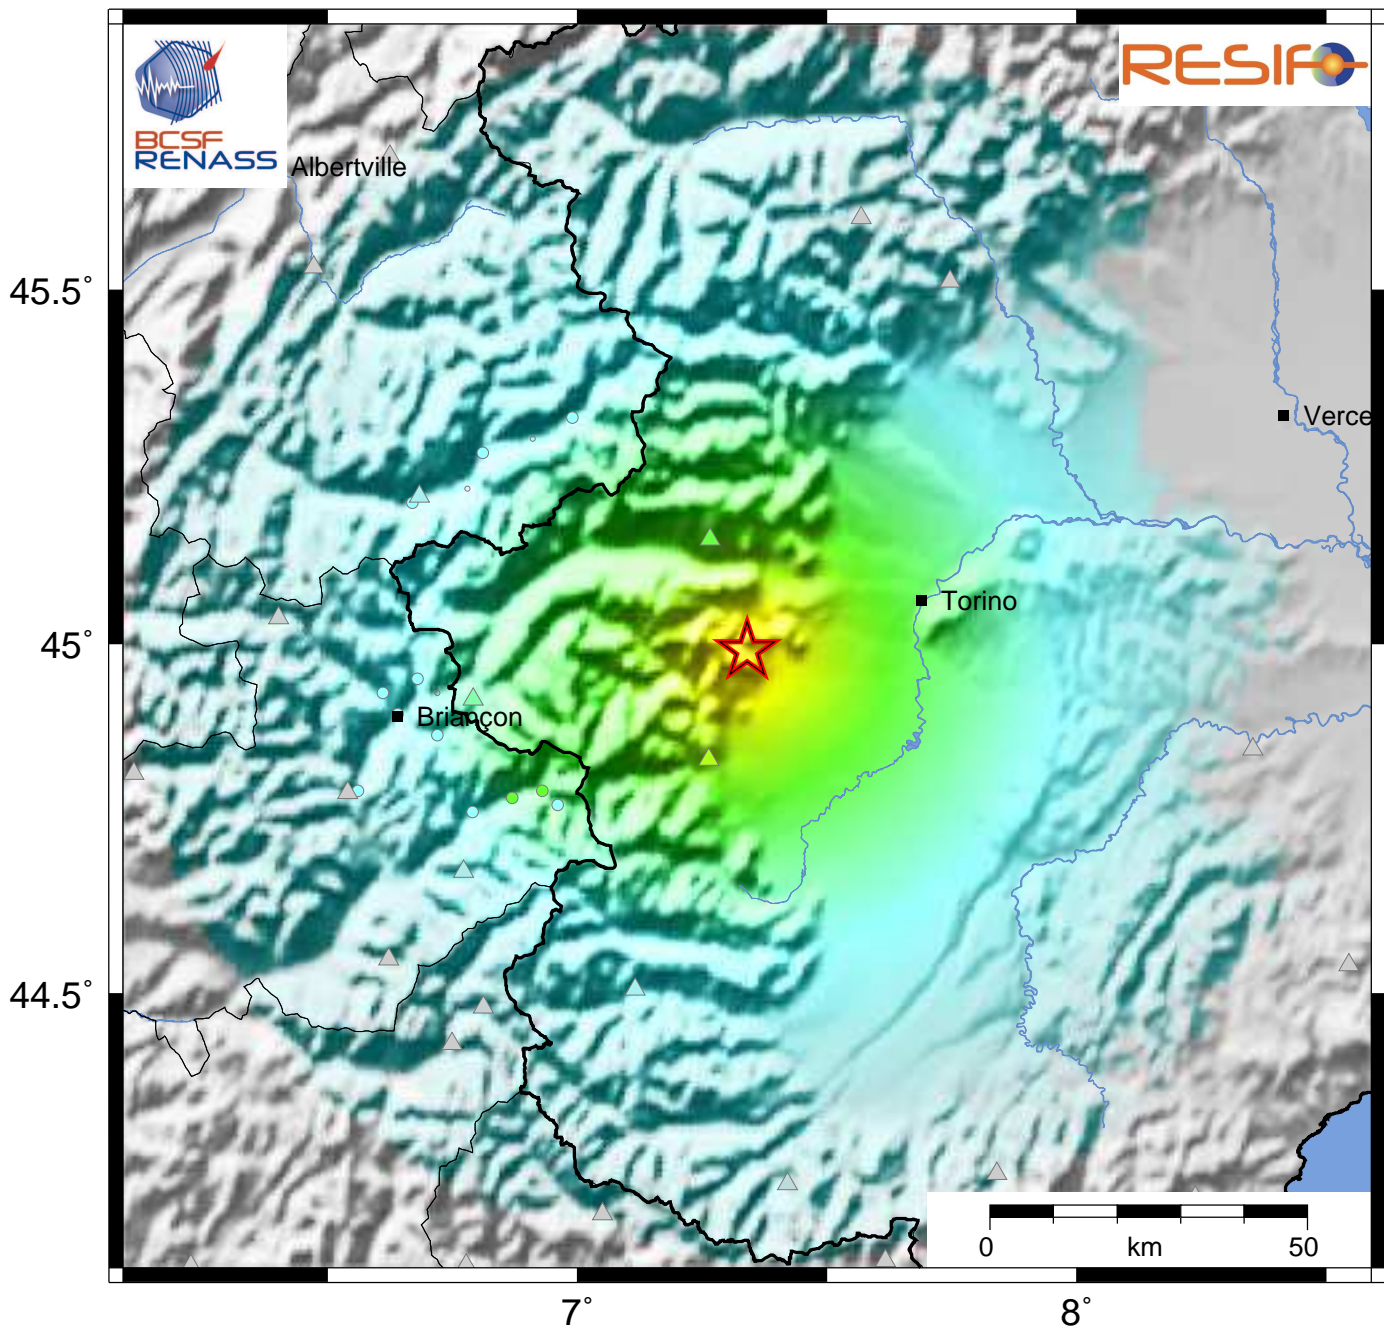 BCSF
RENASS
RESIF
Albertville
45.5°
Verce
Torino
45°
Briançon
44.5°
0 km 50
7° 8°